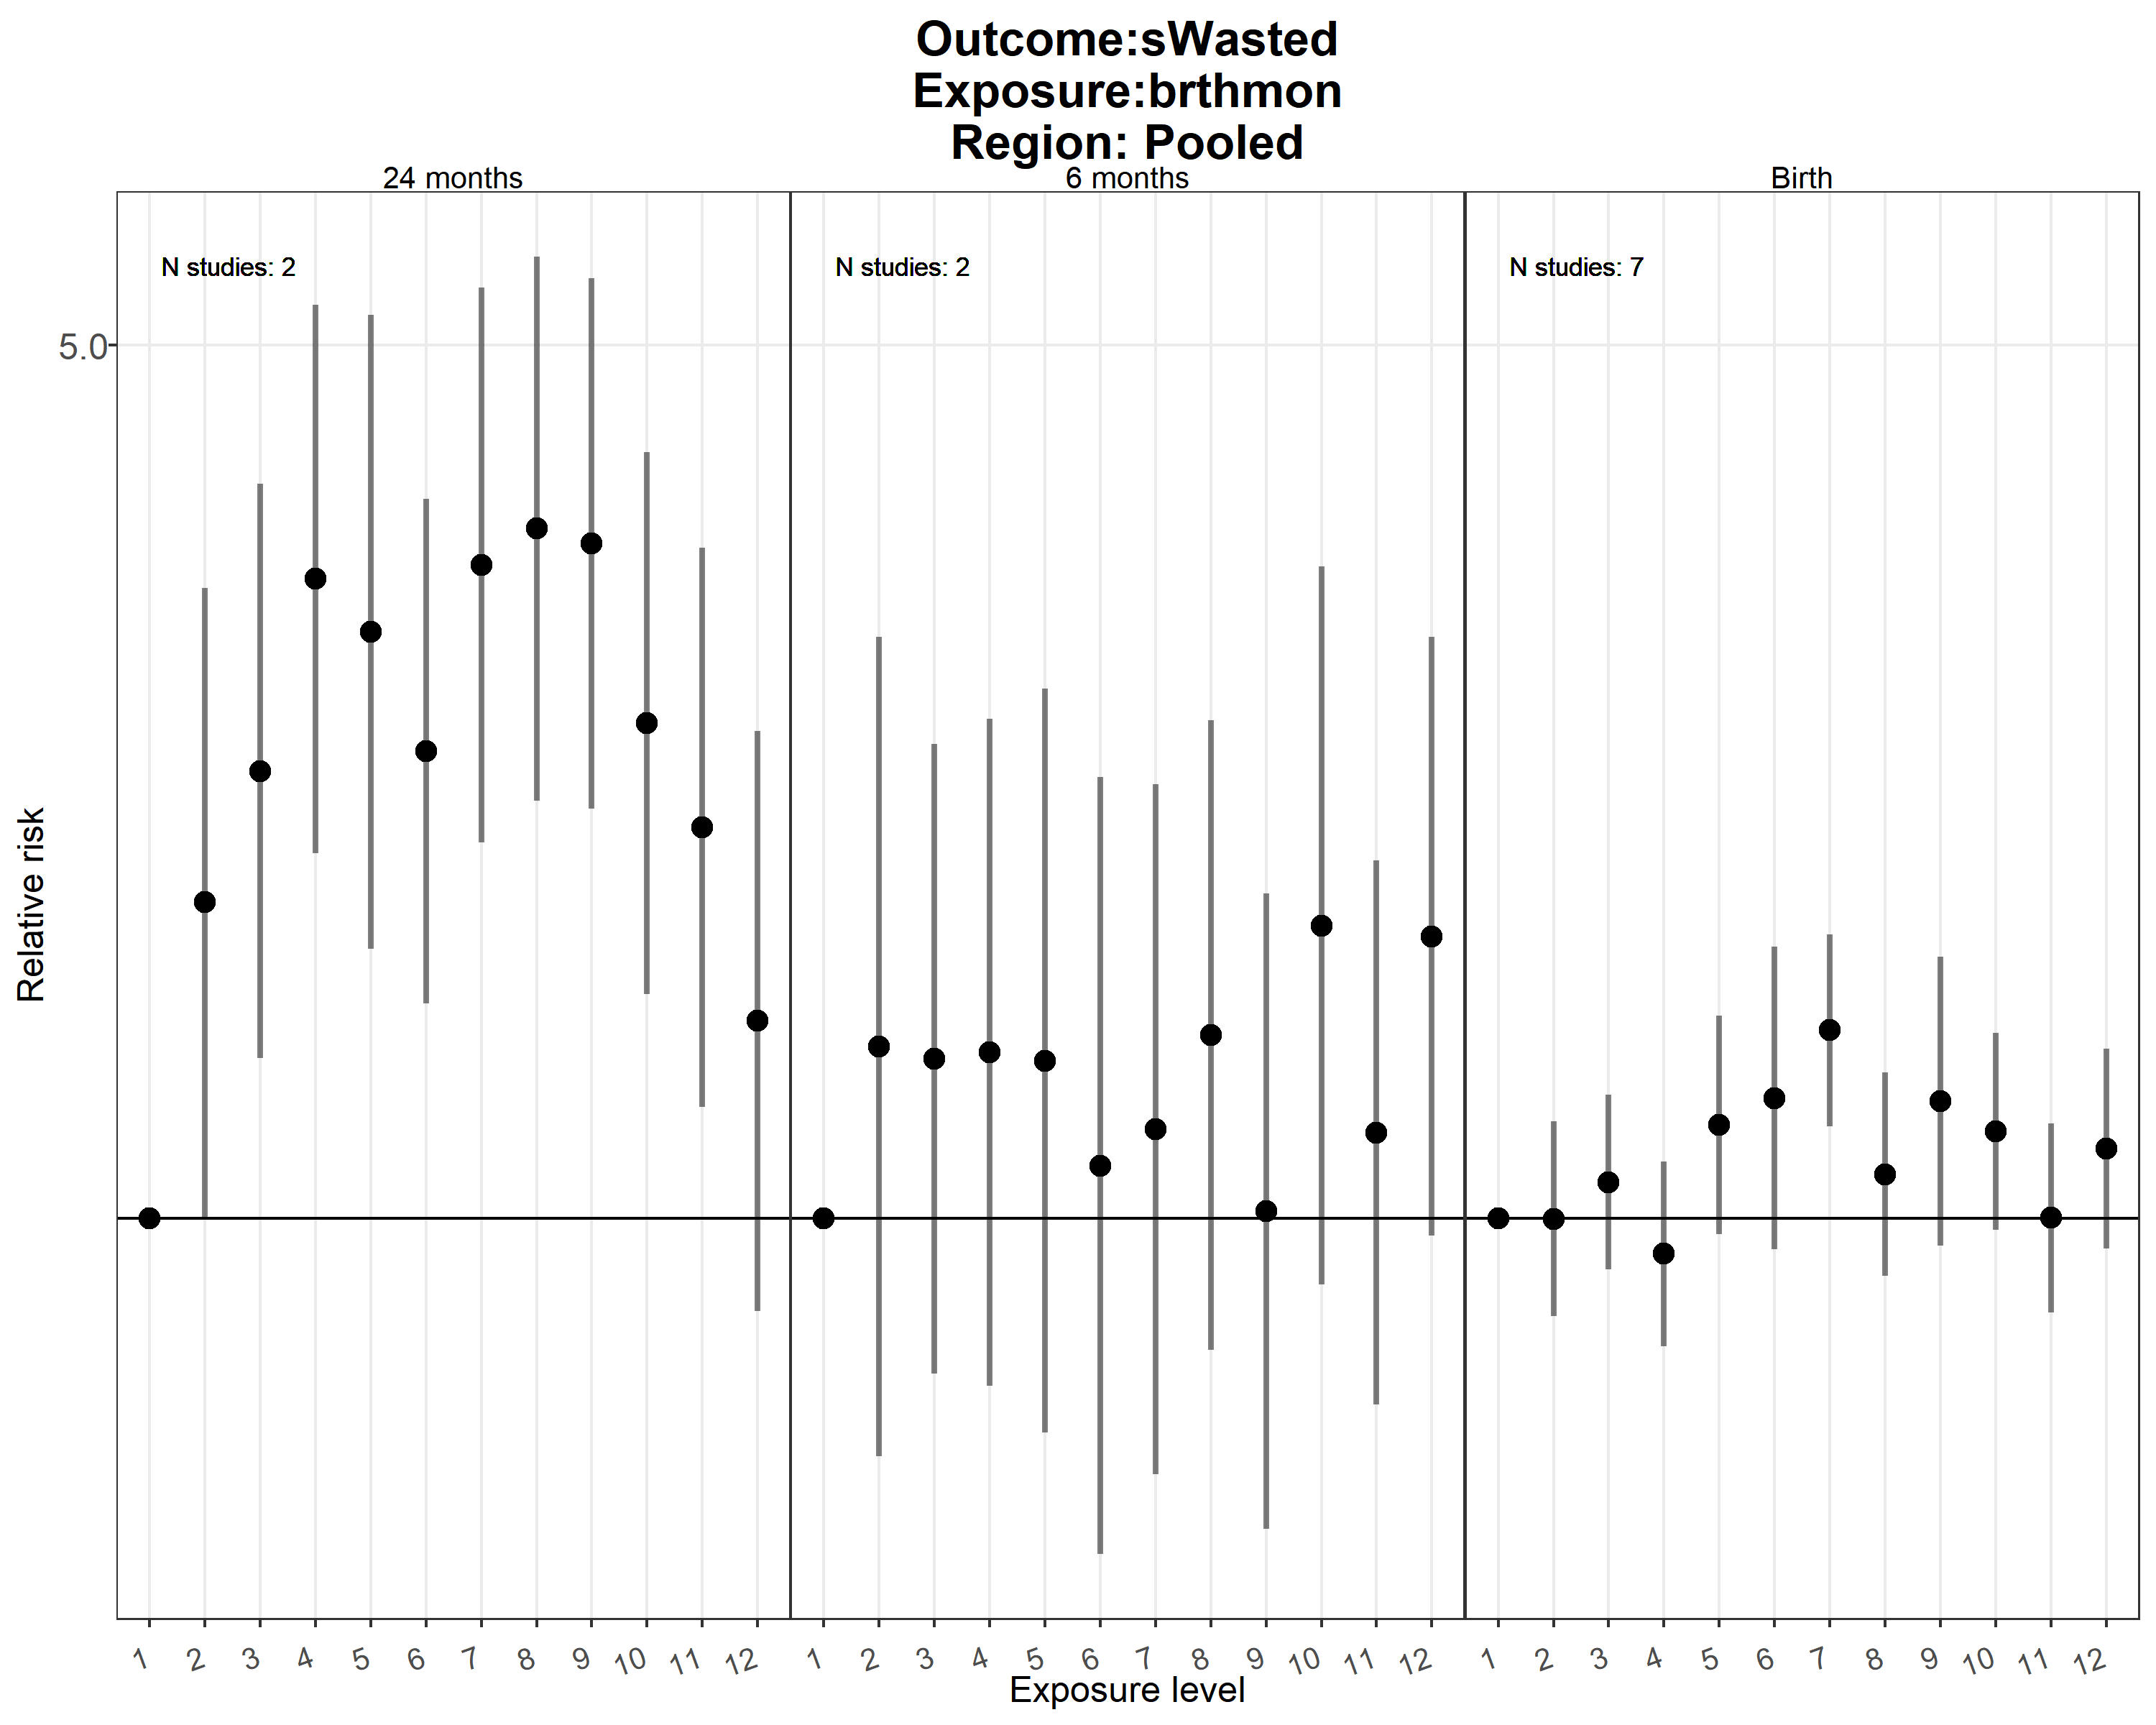 Outcome:sWasted
Exposure:brthmon
Region: Pooled
24 months 6 months Birth
N studies: 2 N studies: 2 N studies: 7
5.0
Relative risk
1 2 3 4 5 6 7 8 9 10 11 12 1 2 3 4 5 6 7 8 9 10 11 12 1 2 3 4 5 6 7 8 9 10 11 12
Exposure level